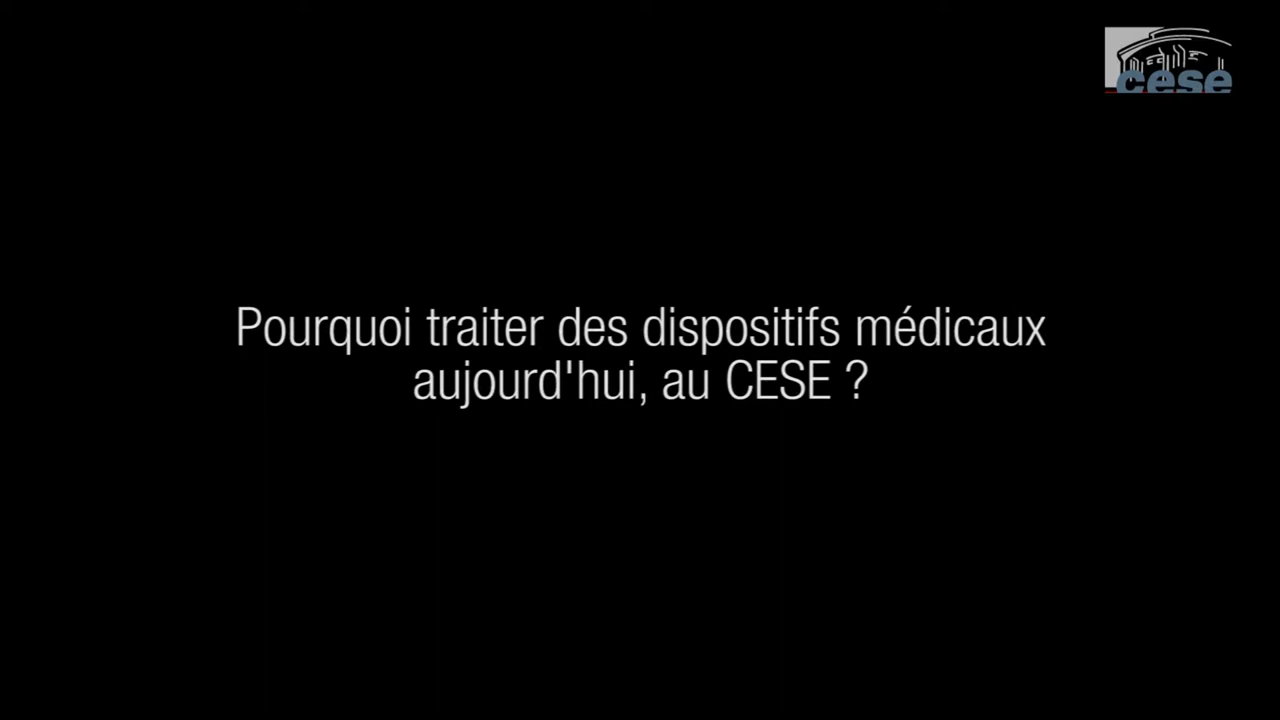 cese
Pourquoi traiter des dispositifs médicaux
aujourd'hui, au CESE ?